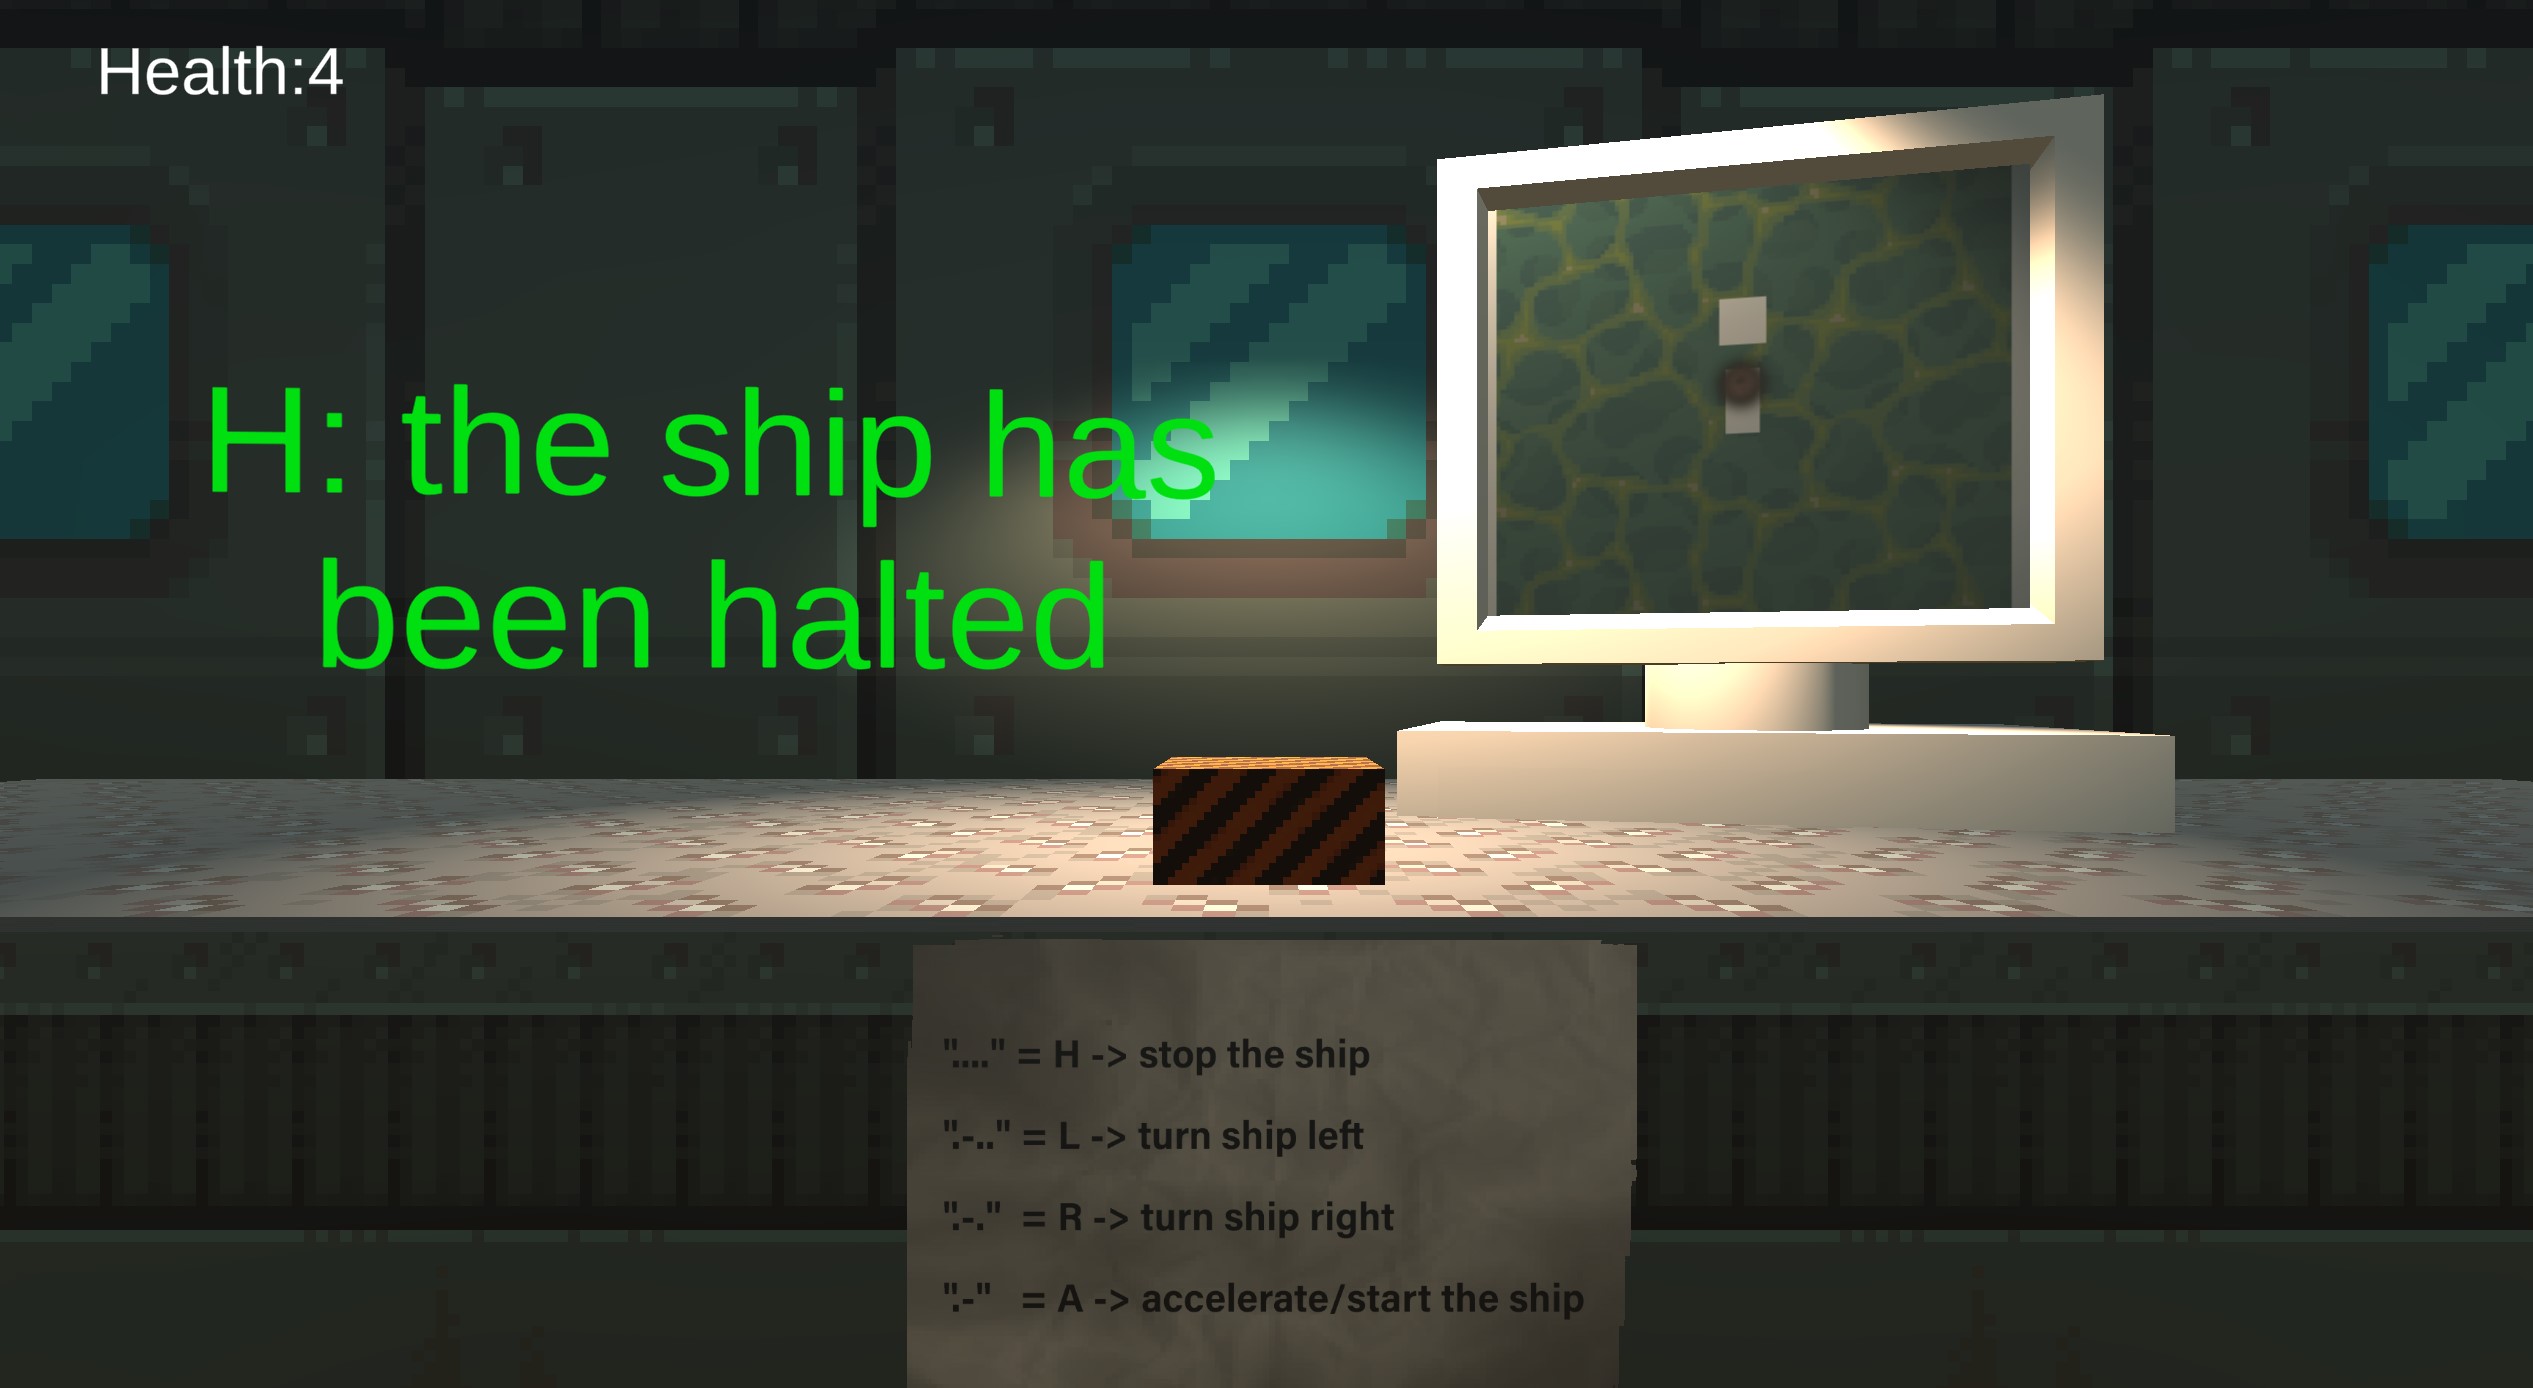 Health:4
H: the ship has
been halted
"...." = H -> stop the ship
".-.." = L -> turn ship left
".-." = R -> turn ship right
".-" = A -> accelerate/start the ship